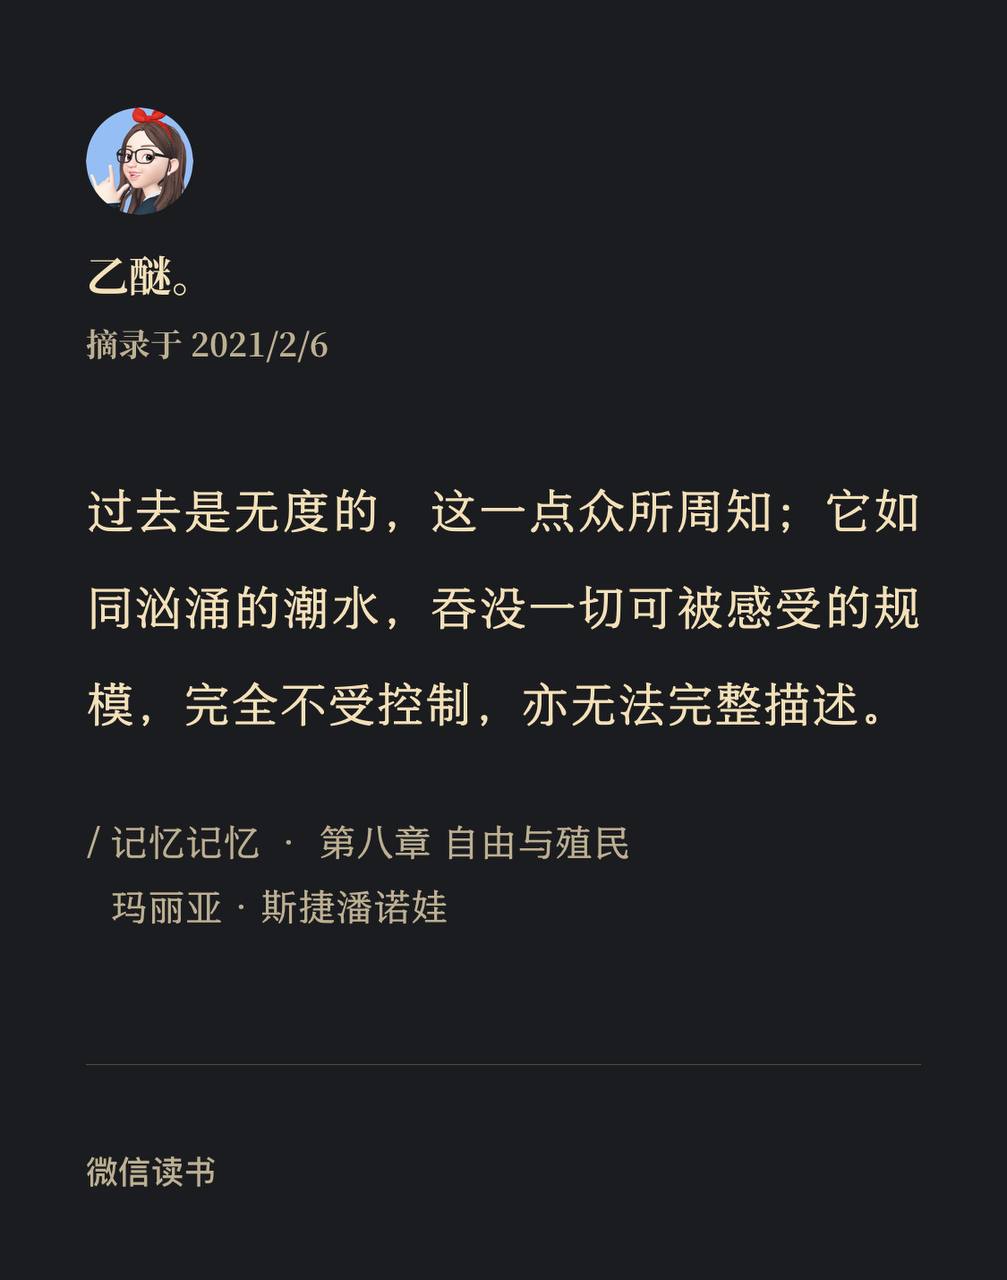 乙醚。
摘录于 2021/2/6
过去是无度的，这一点众所周知；它如
同汹涌的潮水，吞没一切可被感受的规
模，完全不受控制，亦无法完整描述。
/ 记忆记忆 · 第八章 自由与殖民
玛丽亚 · 斯捷潘诺娃
微信读书